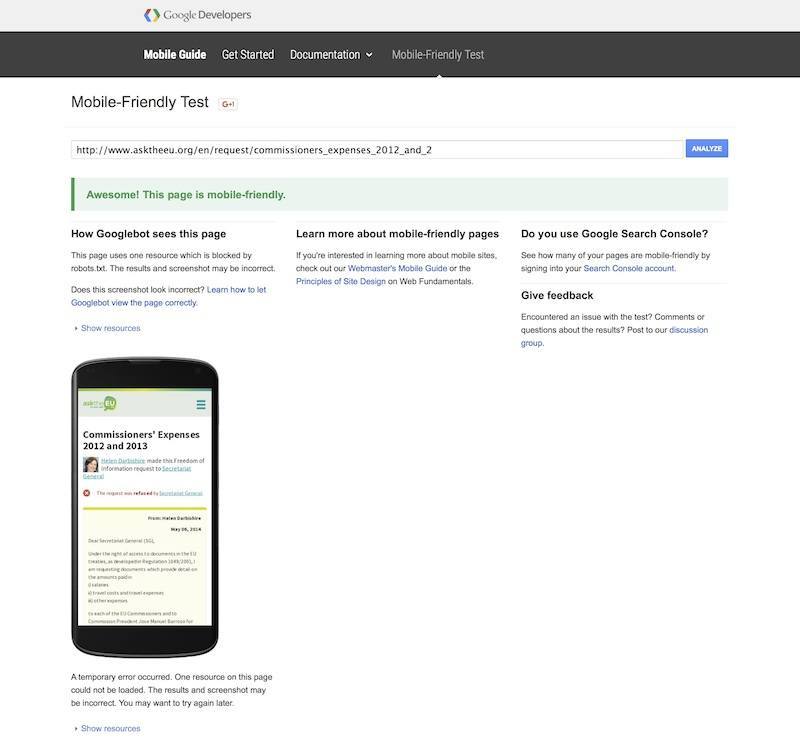 Google Developers
Mobile Guide Get Started Documentation Mobile-Friendly Test
Mobile-Friendly Test G+1
http://www.asktheeu.org/en/request/commissioners_expenses_2012_and_2 ANALYZE
Awesome! This page is mobile-friendly.
How Googlebot sees this page
This page uses one resource which is blocked by
robots.txt. The results and screenshot may be incorrect.
Does this screenshot look incorrect? Learn how to let
Googlebot view the page correctly.
Show resources
Learn more about mobile-friendly pages
If you're interested in learning more about mobile sites,
check out our Webmaster's Mobile Guide or the
Principles of Site Design on Web Fundamentals.
Do you use Google Search Console?
See how many of your pages are mobile-friendly by
signing into your Search Console account.
Give feedback
Encountered an issue with the test? Comments or
questions about the results? Post to our discussion
group.
asktheEU
Commissioners' Expenses
2012 and 2013
Helen Darbishire made this Freedom of
Information request to Secretariat
General
The request was refused by Secretariat General.
From: Helen Darbishire
May 06, 2014
Dear Secretariat General (SG),
Under the right of access to documents in the EU
treaties, as developed in Regulation 1049/2001, I
am requesting documents which provide detail on
the amounts paid in
i) salaries
ii) travel costs and travel expenses
iii) other expenses
to each of the EU Commissioners and to
Commission President Jose Manuel Barroso for
A temporary error occurred. One resource on this page
could not be loaded. The results and screenshot may
be incorrect. You may want to try again later.
Show resources